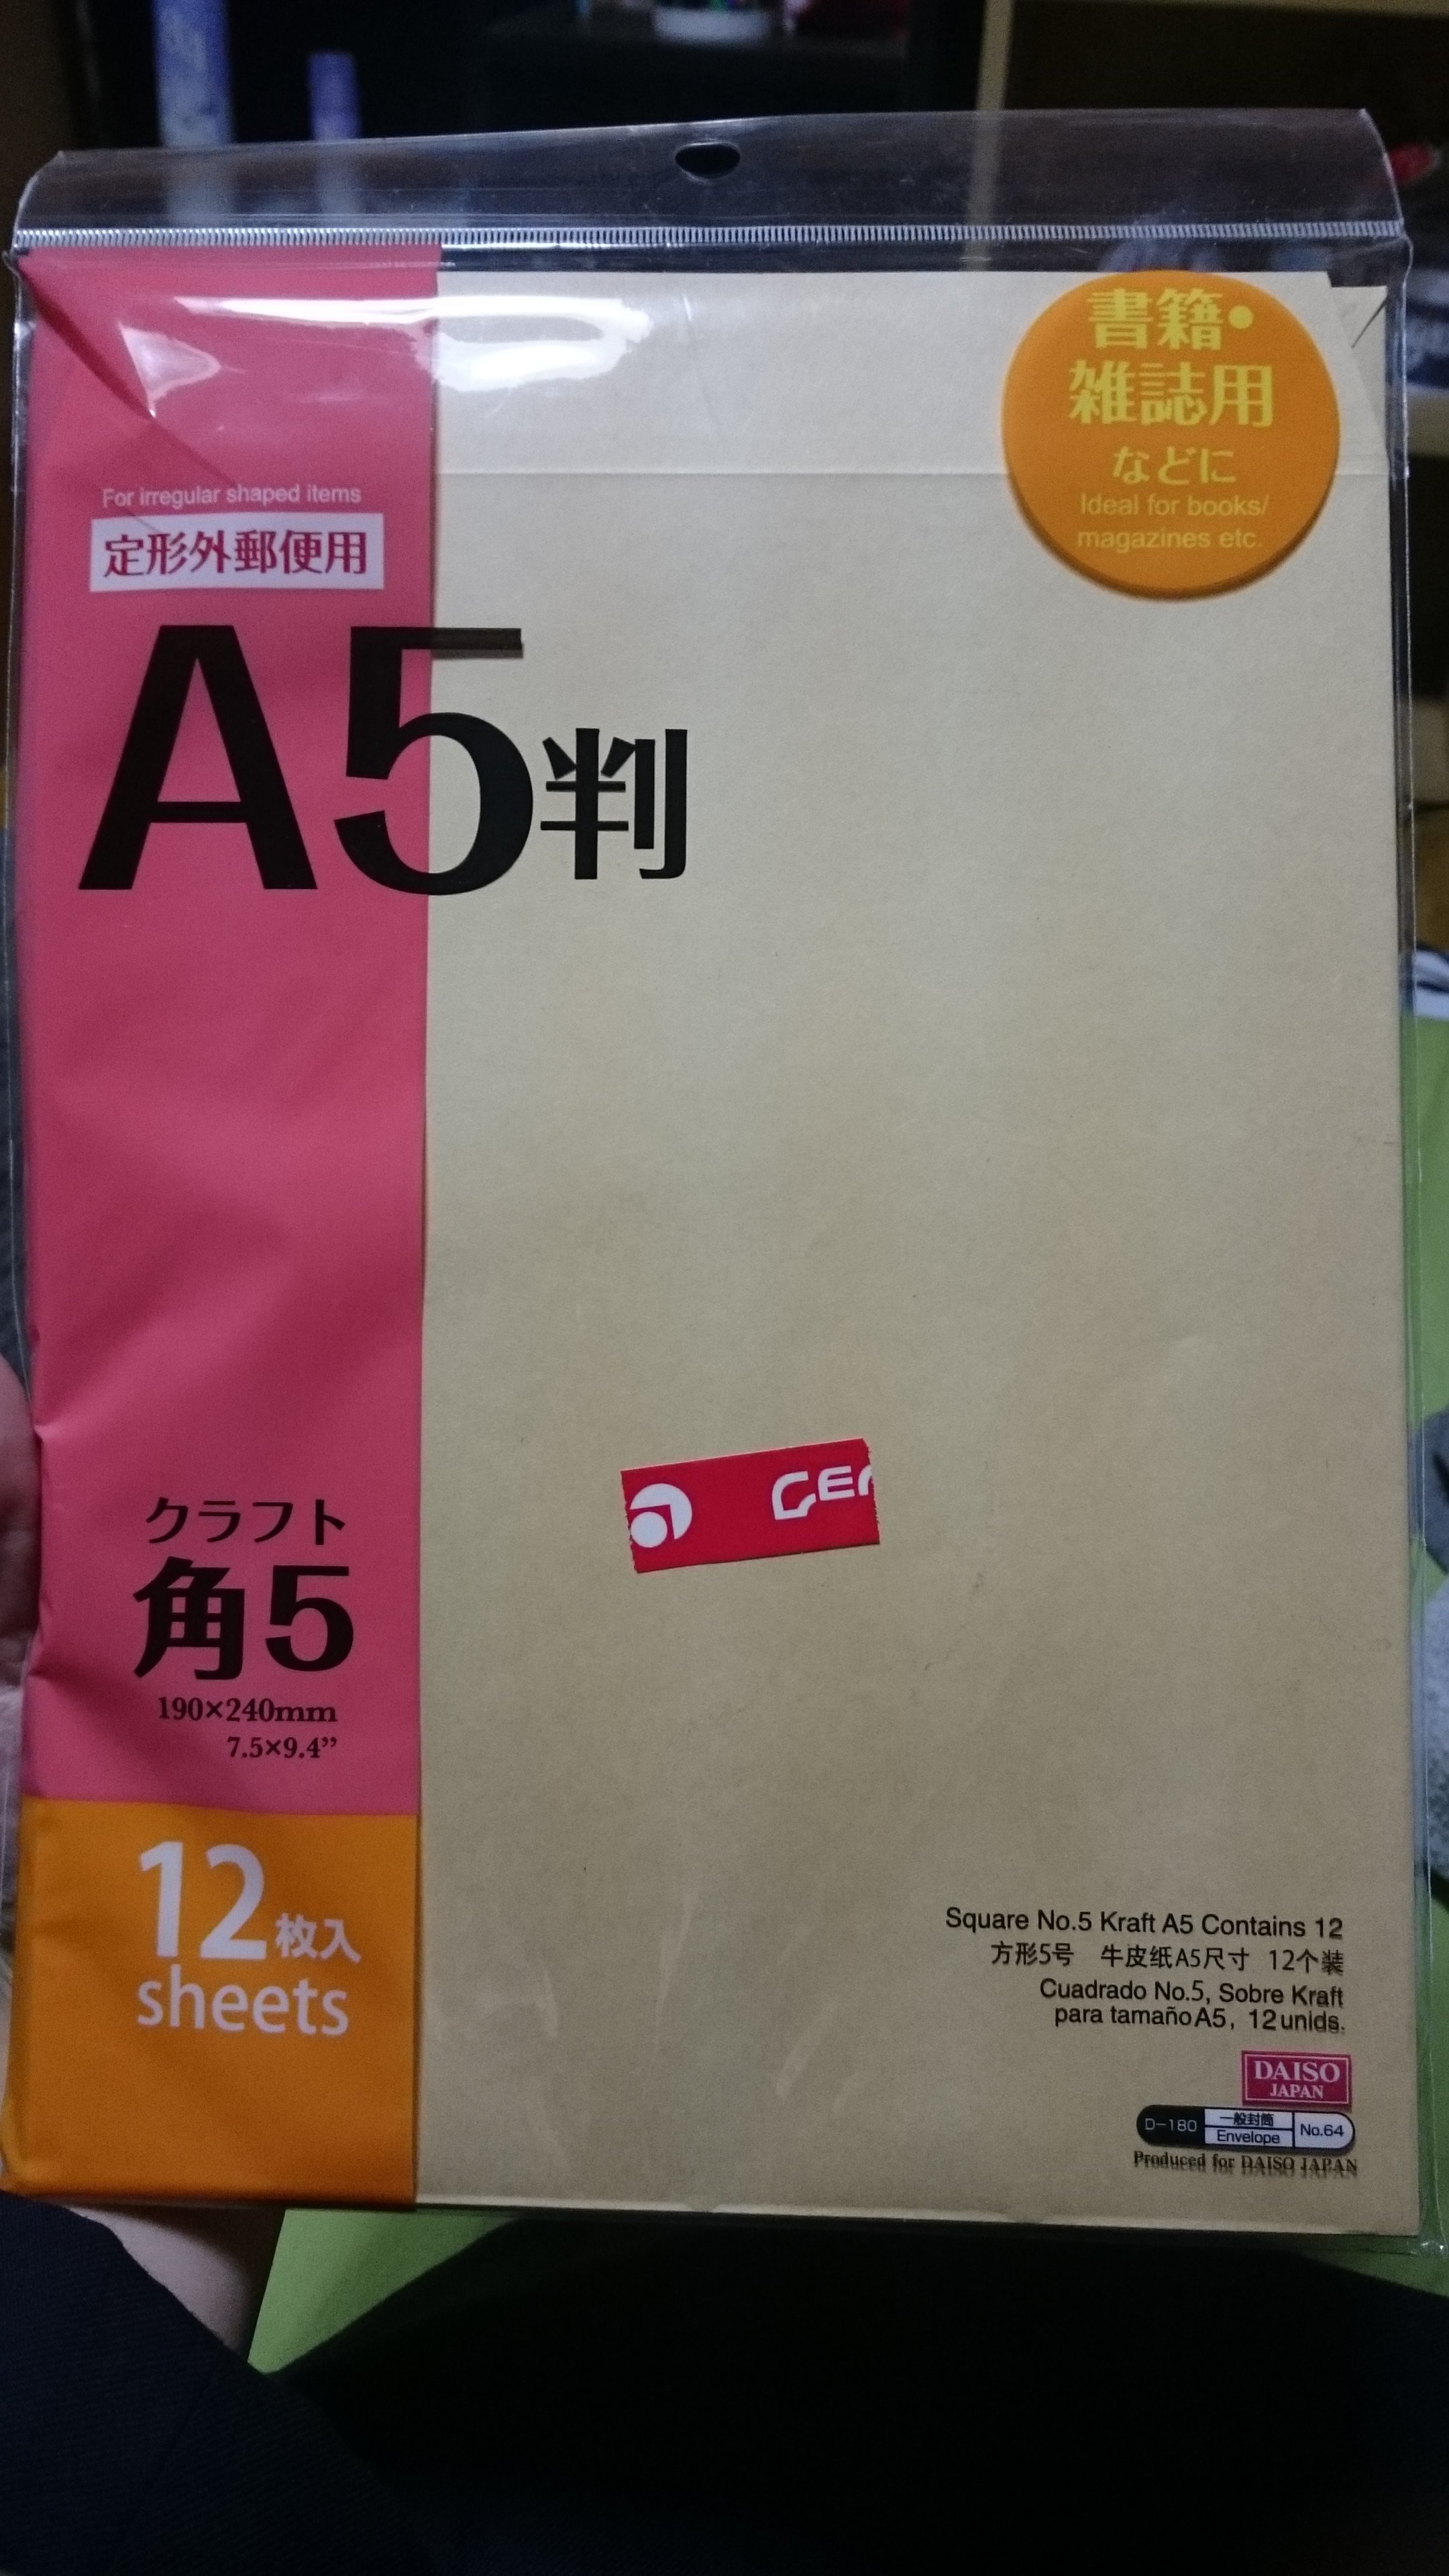 書籍・
雑誌用
などに
Ideal for books/
magazines etc.
For irregular shaped items
定形外郵便用
A5判
クラフト
角5
190×240mm
7.5×9.4”
12枚入
sheets
Square No.5 Kraft A5 Contains 12
方形5号 牛皮纸A5尺寸 12个装
Cuadrado No.5, Sobre Kraft
para tamaño A5, 12 unids.
DAISO
JAPAN
D-180 一般封筒 Envelope No.64
Produced for DAISO JAPAN